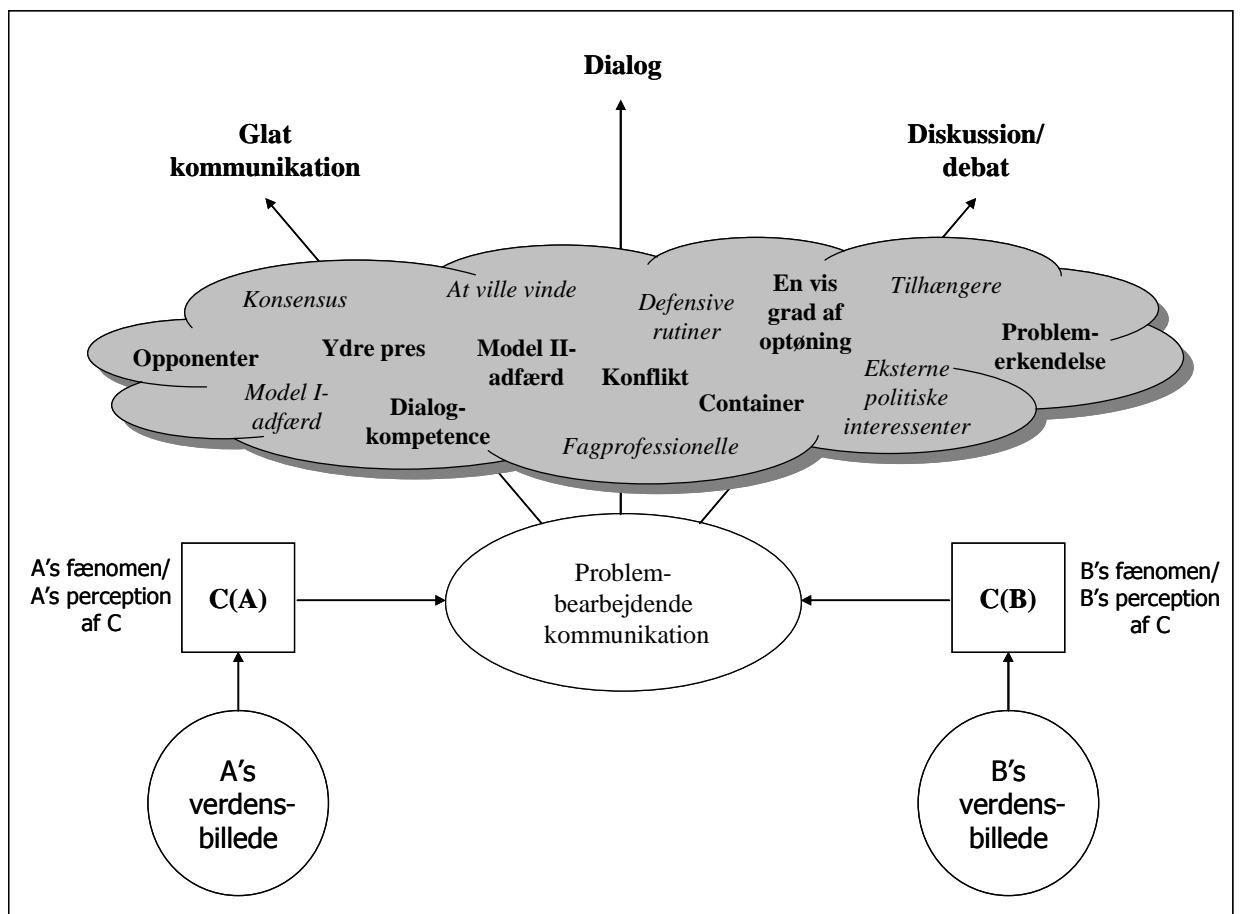 Dialog
Glat
kommunikation
Diskussion/
debat
Konsensus
At ville vinde
Defensive
rutiner
En vis
grad af
optøning
Tilhængere
Opponenter
Ydre pres
Model II-
adfærd
Konflikt
Problem-
erkendelse
Model I-
adfærd
Dialog-
kompetence
Container
Eksterne
politiske
interessenter
Fagprofessionelle
A's fænomen/
A's perception
af C
C(A)
Problem-
bearbejdende
kommunikation
C(B)
B's fænomen/
B's perception
af C
A's
verdens-
billede
B's
verdens-
billede